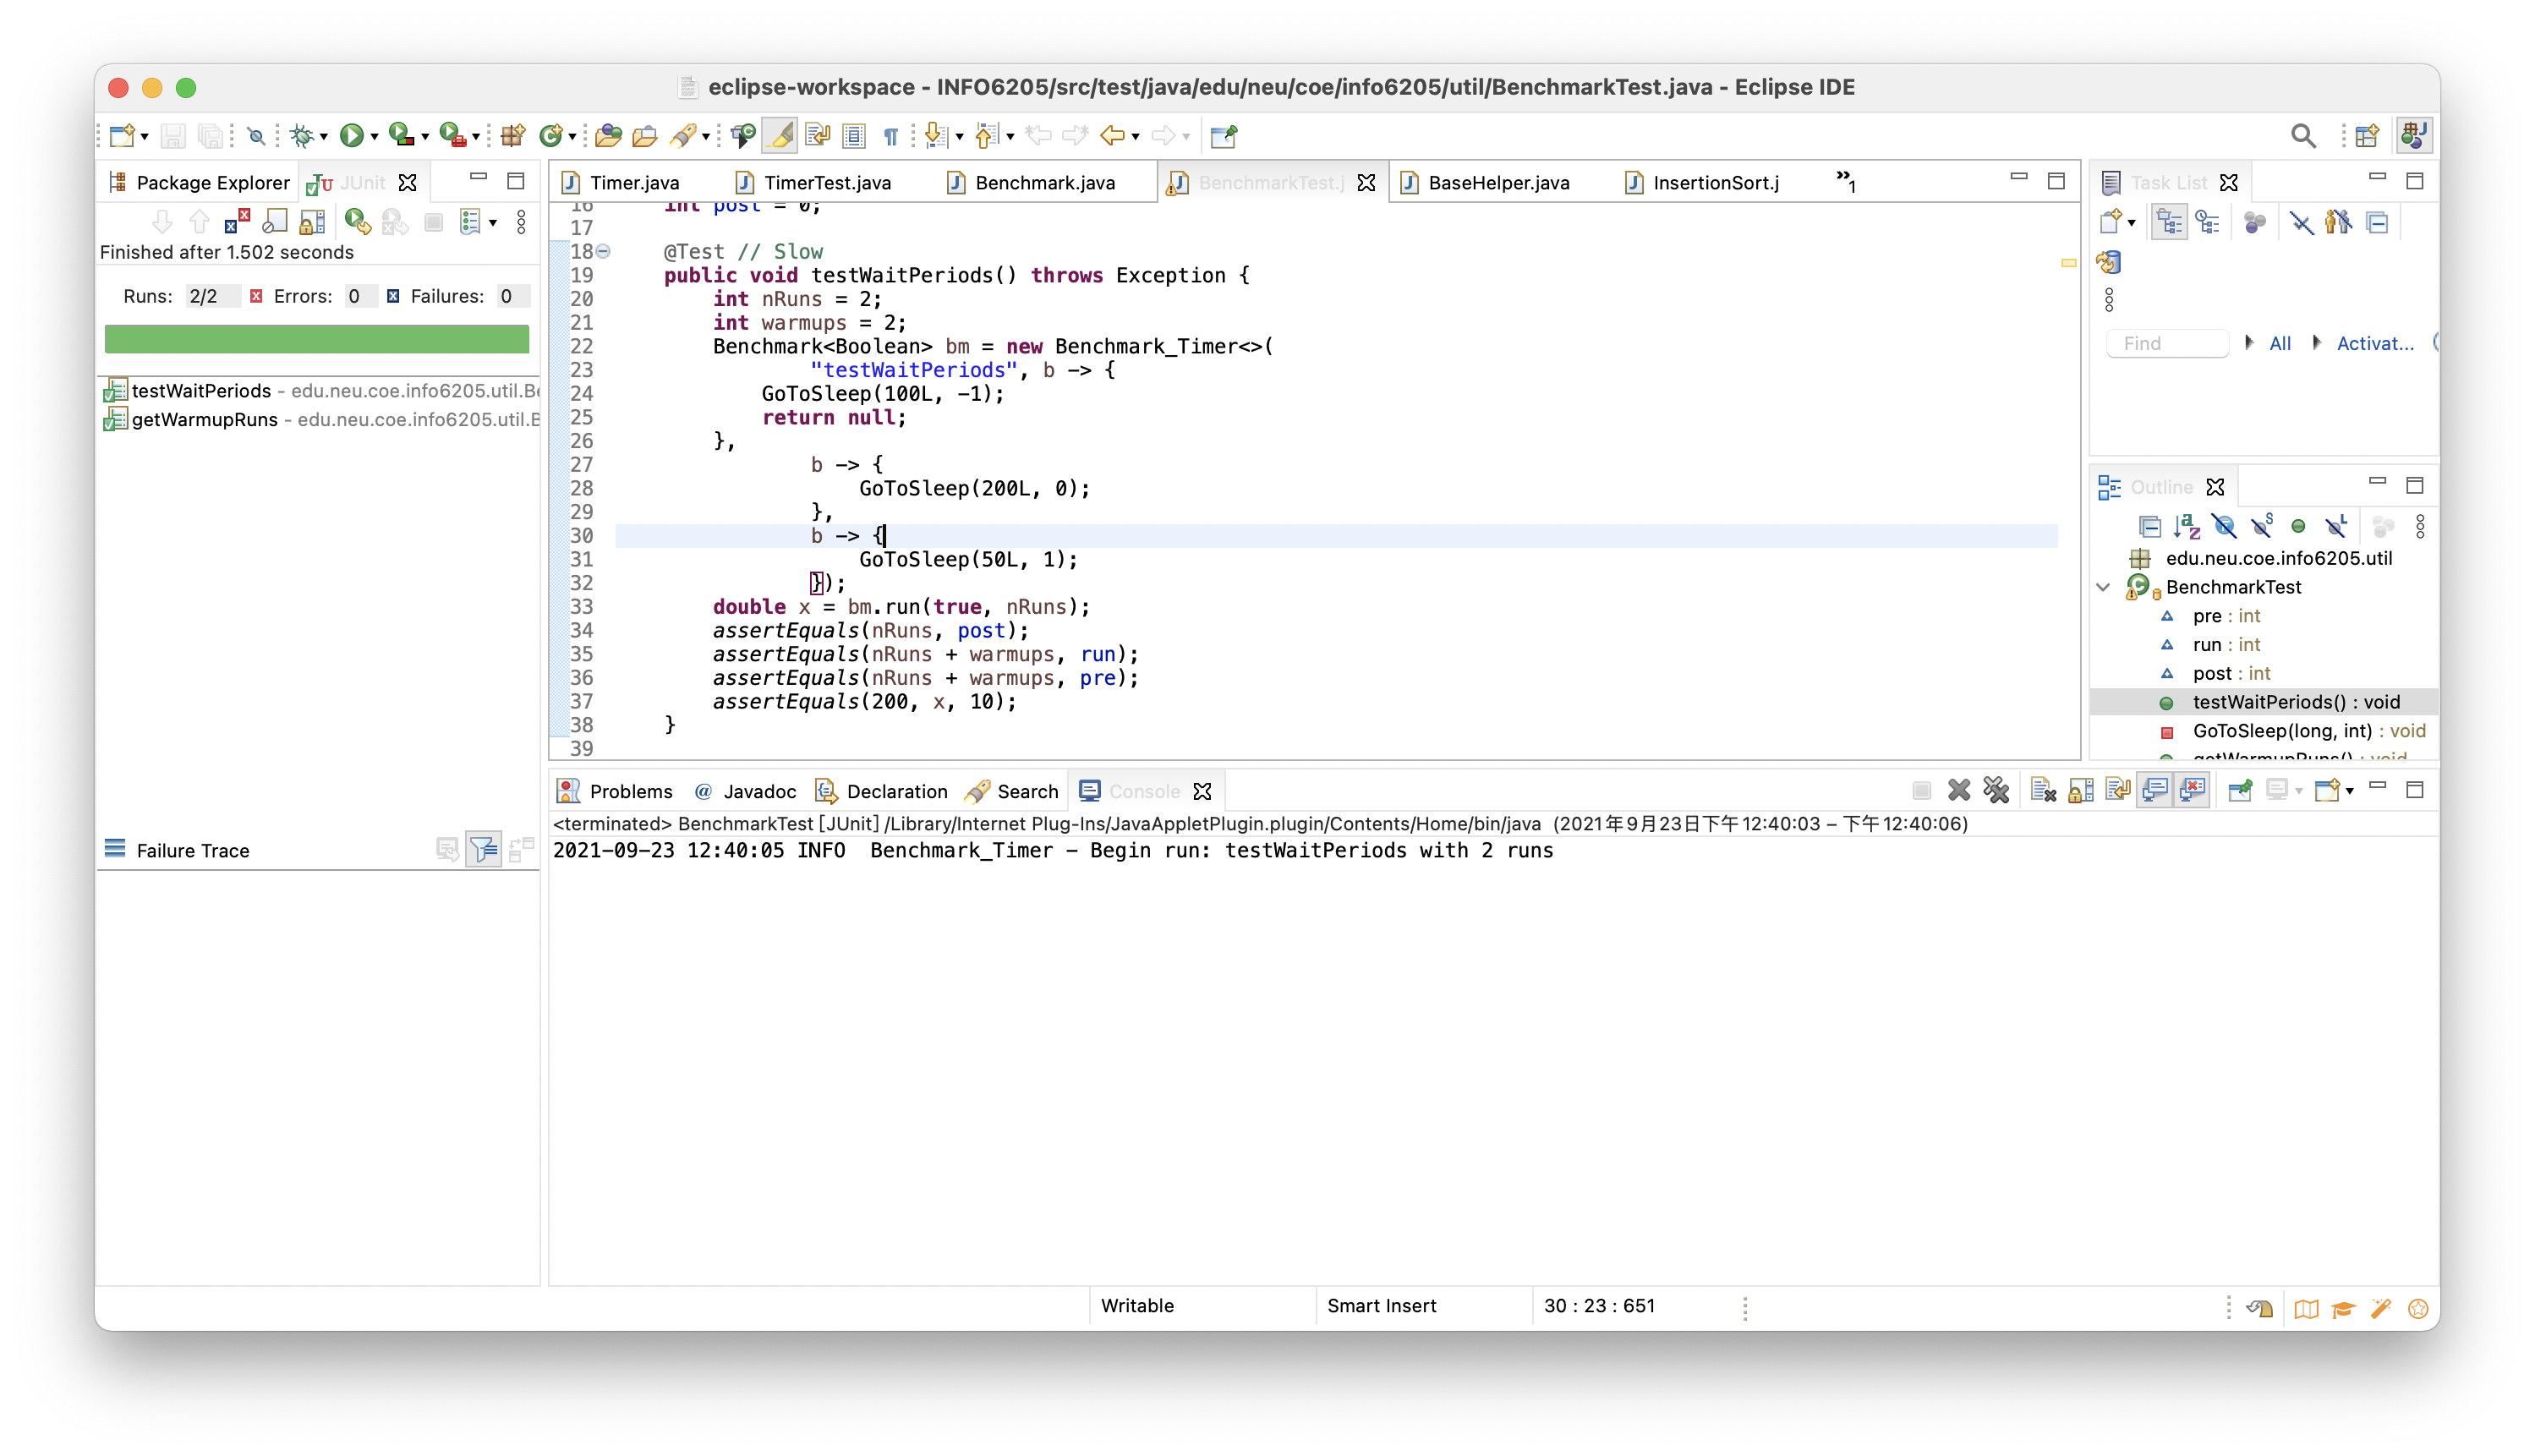 eclipse-workspace - INFO6205/src/test/java/edu/neu/coe/info6205/util/BenchmarkTest.java - Eclipse IDE
Package Explorer
JUnit
Finished after 1.502 seconds
Runs: 2/2 Errors: 0 Failures: 0
testWaitPeriods - edu.neu.coe.info6205.util.Be
getWarmupRuns - edu.neu.coe.info6205.util.B
Failure Trace
Timer.java TimerTest.java Benchmark.java BenchmarkTest.j BaseHelper.java InsertionSort.j »1
16 int post = 0;
17
18 @Test // Slow
19 public void testWaitPeriods() throws Exception {
20 int nRuns = 2;
21 int warmups = 2;
22 Benchmark<Boolean> bm = new Benchmark_Timer<>(
23 "testWaitPeriods", b -> {
24 GoToSleep(100L, -1);
25 return null;
26 },
27 b -> {
28 GoToSleep(200L, 0);
29 },
30 b -> {
31 GoToSleep(50L, 1);
32 });
33 double x = bm.run(true, nRuns);
34 assertEquals(nRuns, post);
35 assertEquals(nRuns + warmups, run);
36 assertEquals(nRuns + warmups, pre);
37 assertEquals(200, x, 10);
38 }
39
Task List
Find All Activat...
Outline
edu.neu.coe.info6205.util
BenchmarkTest
pre : int
run : int
post : int
testWaitPeriods() : void
GoToSleep(long, int) : void
getWarmupRuns() : void
Problems @ Javadoc Declaration Search Console
<terminated> BenchmarkTest [JUnit] /Library/Internet Plug-Ins/JavaAppletPlugin.plugin/Contents/Home/bin/java (2021年9月23日下午12:40:03 – 下午12:40:06)
2021-09-23 12:40:05 INFO  Benchmark_Timer - Begin run: testWaitPeriods with 2 runs
Writable Smart Insert 30 : 23 : 651